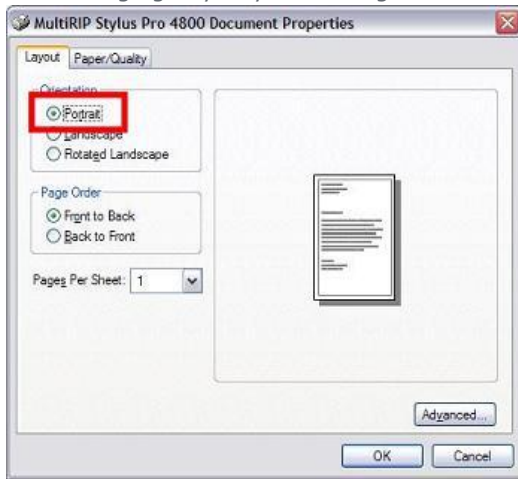 MultiRIP Stylus Pro 4800 Document Properties
Layout
Paper/Quality
Orientation
Portrait
Landscape
Rotated Landscape
Page Order
Front to Back
Back to Front
Pages Per Sheet: 1
Advanced...
OK
Cancel